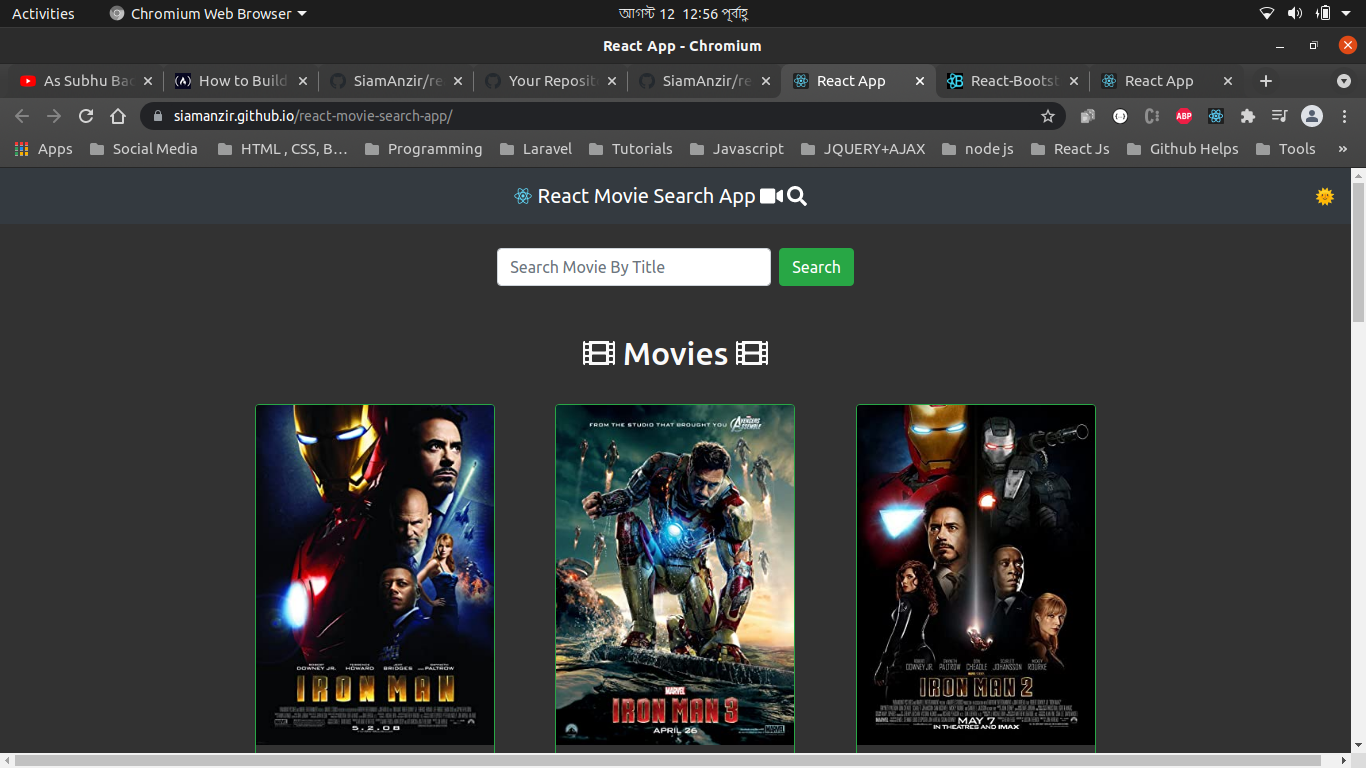 Activities
Chromium Web Browser
আগস্ট 12 12:56 পূর্বাহ্ণ
React App - Chromium
As Subhu Bac
How to Build
SiamAnzir/re
Your Reposit
SiamAnzir/re
React App
React-Bootst
React App
siamanzir.github.io/react-movie-search-app/
ABP
Apps
Social Media
HTML , CSS, B...
Programming
Laravel
Tutorials
Javascript
JQUERY+AJAX
node js
React Js
Github Helps
Tools
»
React Movie Search App
Search Movie By Title
Search
Movies
ROBERT DOWNEY JR.
TERRENCE HOWARD
JEFF BRIDGES
AND GWYNETH PALTROW
IRON MAN
5.2.08
FROM THE STUDIO THAT BROUGHT YOU
AVENGERS ASSEMBLE
MARVEL
IRON MAN 3
APRIL 26
ROBERT DOWNEY JR.
GWYNETH PALTROW
DON CHEADLE
SCARLETT JOHANSSON
MICKEY ROURKE
IRON MAN 2
MAY 7
IN THEATRES AND IMAX